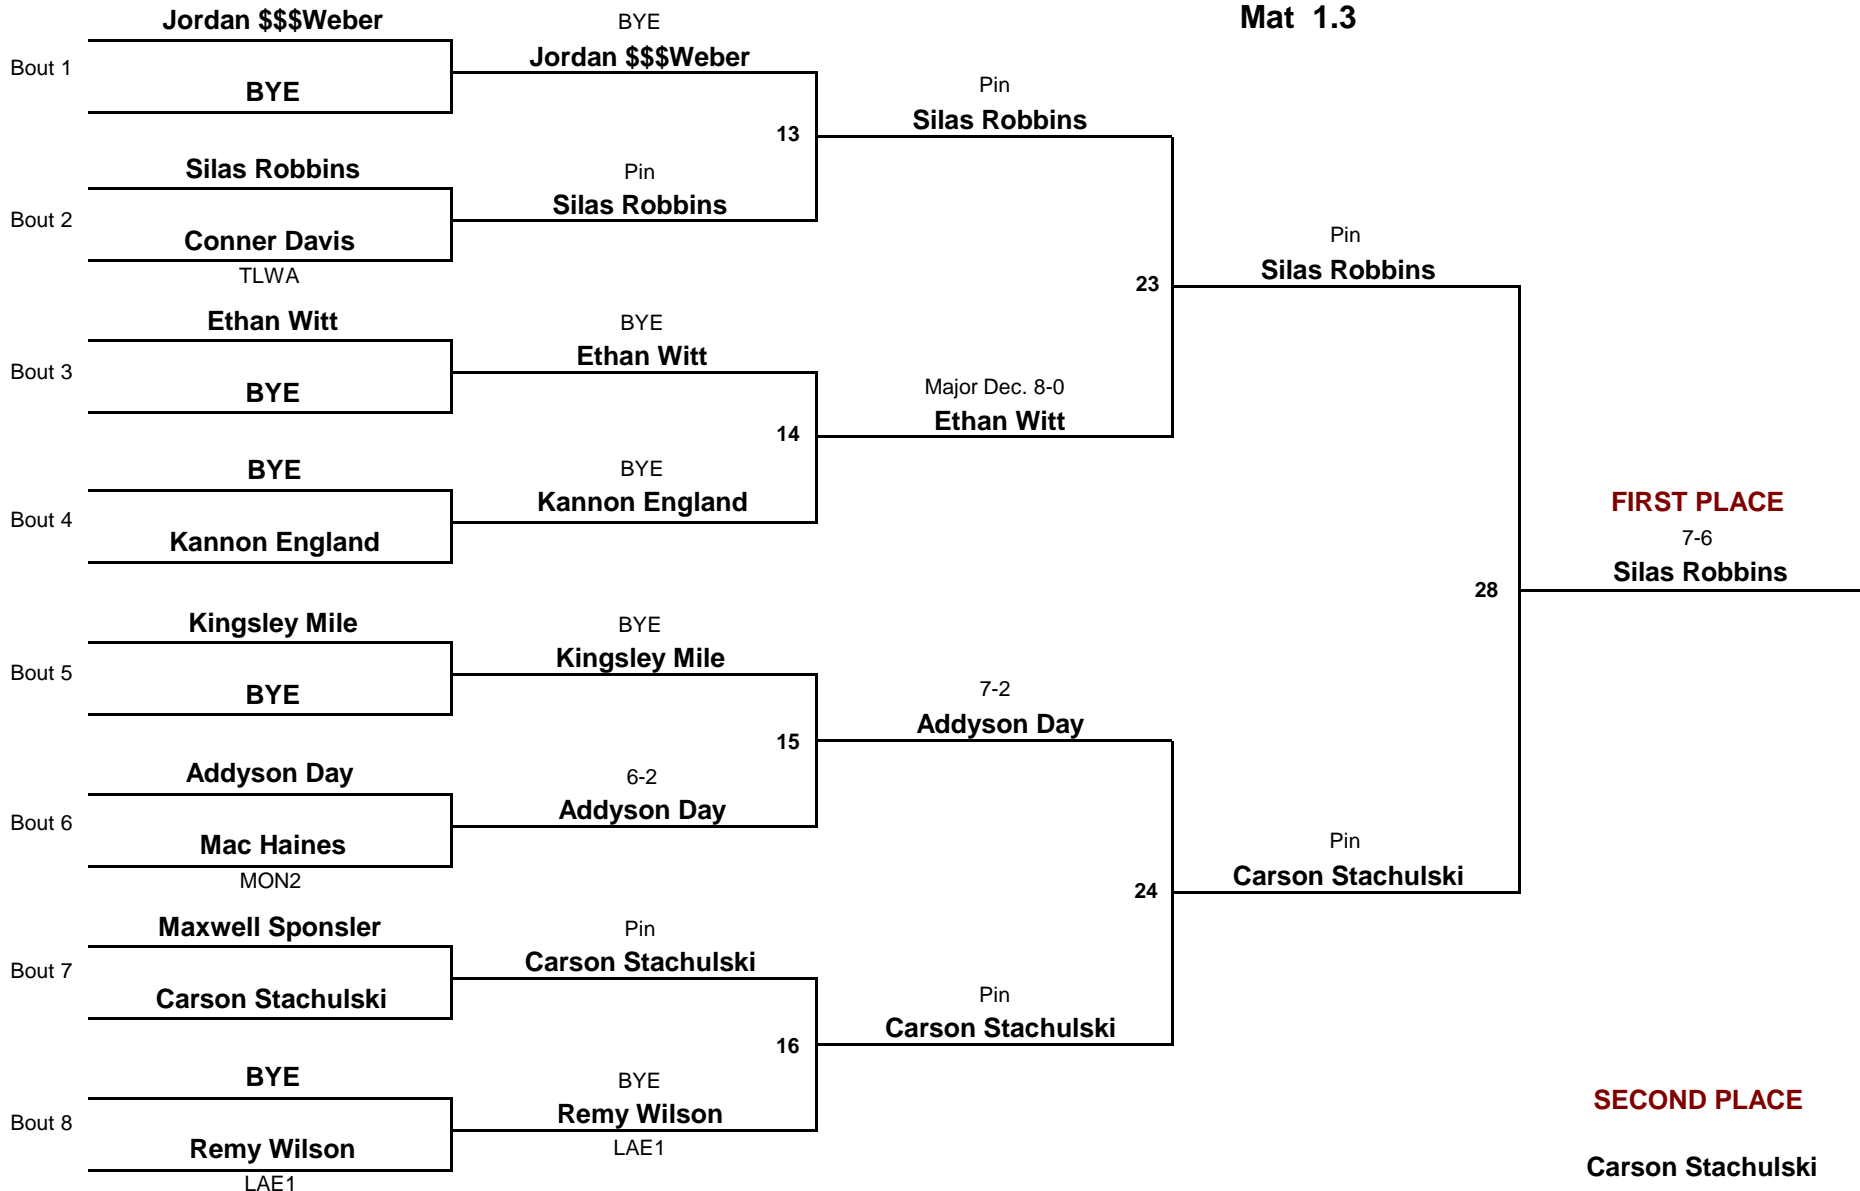 Mat 1.3
Jordan $$$Weber
Bout 1
BYE
Silas Robbins
Bout 2
Conner Davis
TLWA
Ethan Witt
Bout 3
BYE
BYE
Bout 4
Kannon England
Kingsley Mile
Bout 5
BYE
Addyson Day
Bout 6
Mac Haines
MON2
Maxwell Sponsler
Bout 7
Carson Stachulski
BYE
Bout 8
Remy Wilson
LAE1
BYE
Jordan $$$Weber
13
Pin
Silas Robbins
BYE
Ethan Witt
14
BYE
Kannon England
BYE
Kingsley Mile
15
6-2
Addyson Day
Pin
Carson Stachulski
16
BYE
Remy Wilson
LAE1
Pin
Silas Robbins
23
Major Dec. 8-0
Ethan Witt
7-2
Addyson Day
24
Pin
Carson Stachulski
Pin
Silas Robbins
28
Pin
Carson Stachulski
FIRST PLACE
7-6
Silas Robbins
SECOND PLACE
Carson Stachulski